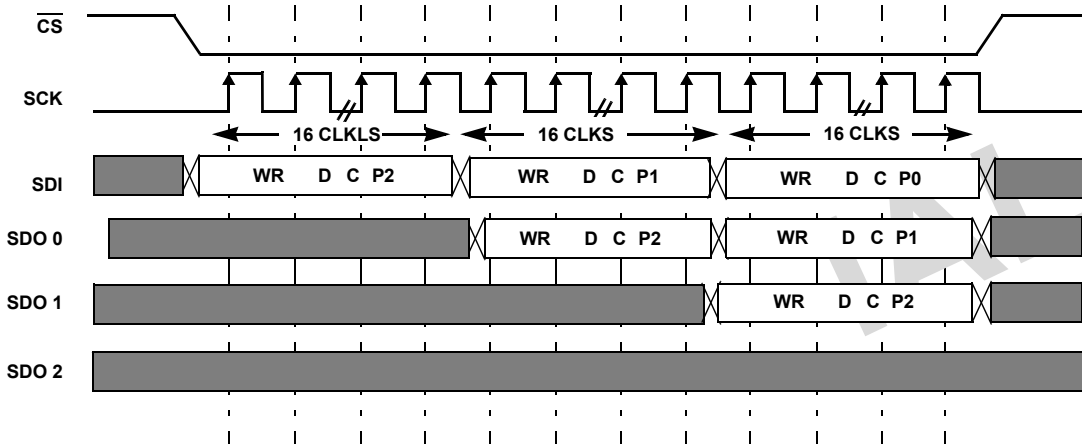 CS
SCK
16 CLKLS 16 CLKS 16 CLKS
SDI WR D C P2 WR D C P1 WR D C P0
SDO 0 WR D C P2 WR D C P1
SDO 1 WR D C P2
SDO 2